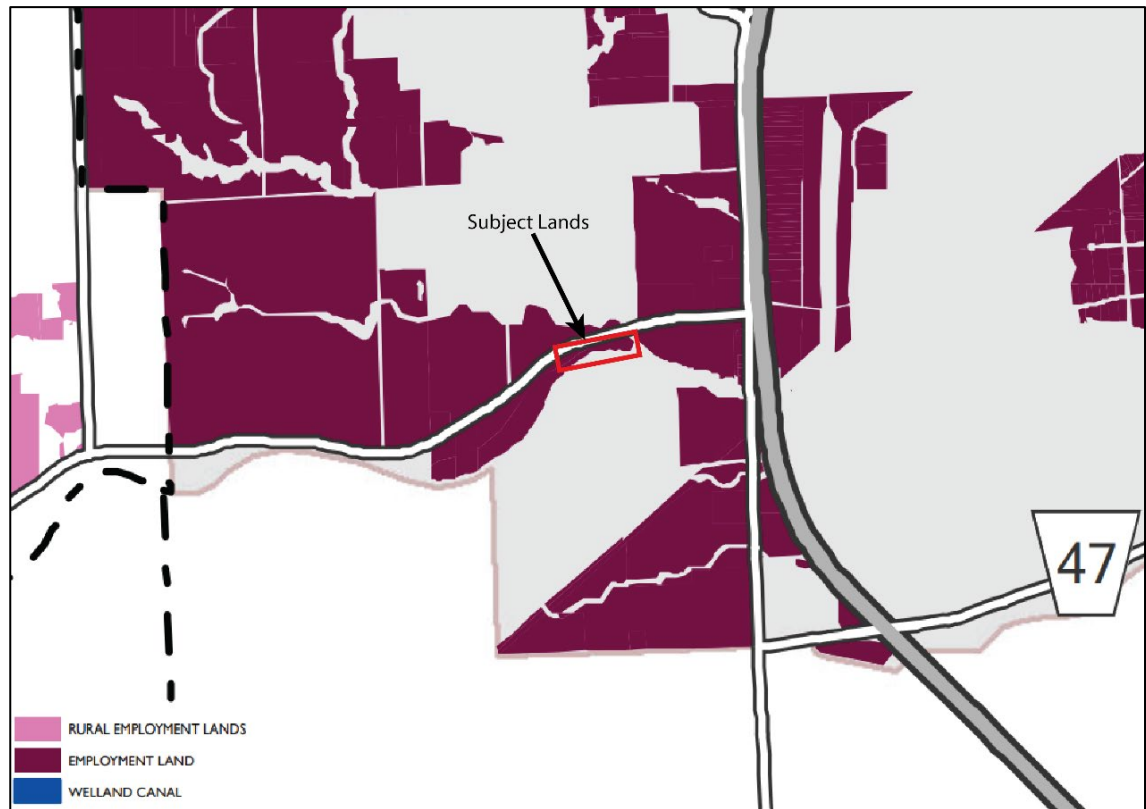 Subject Lands
47
RURAL EMPLOYMENT LANDS
EMPLOYMENT LAND
WELLAND CANAL